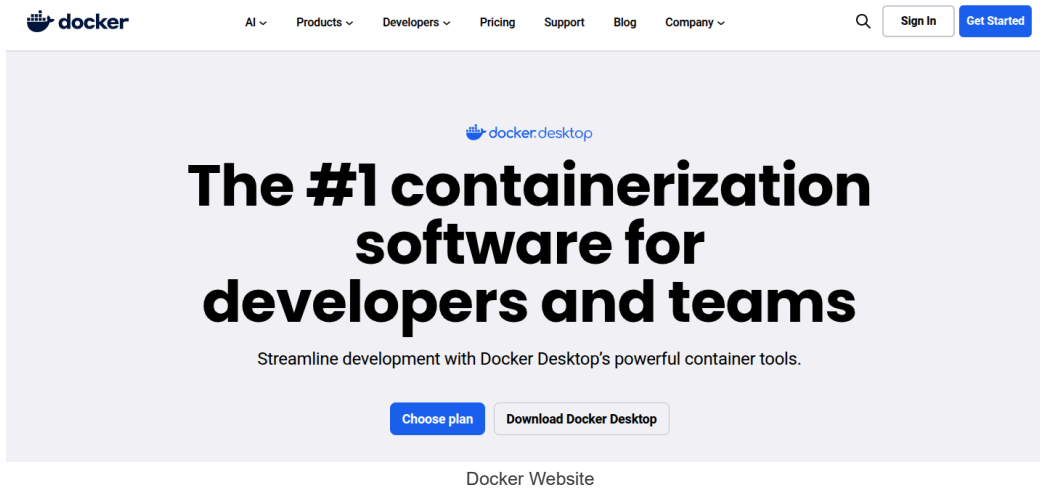 docker
AI
Products
Developers
Pricing
Support
Blog
Company
Sign In
Get Started
docker.desktop
The #1 containerization
software for
developers and teams
Streamline development with Docker Desktop's powerful container tools.
Choose plan
Download Docker Desktop
Docker Website